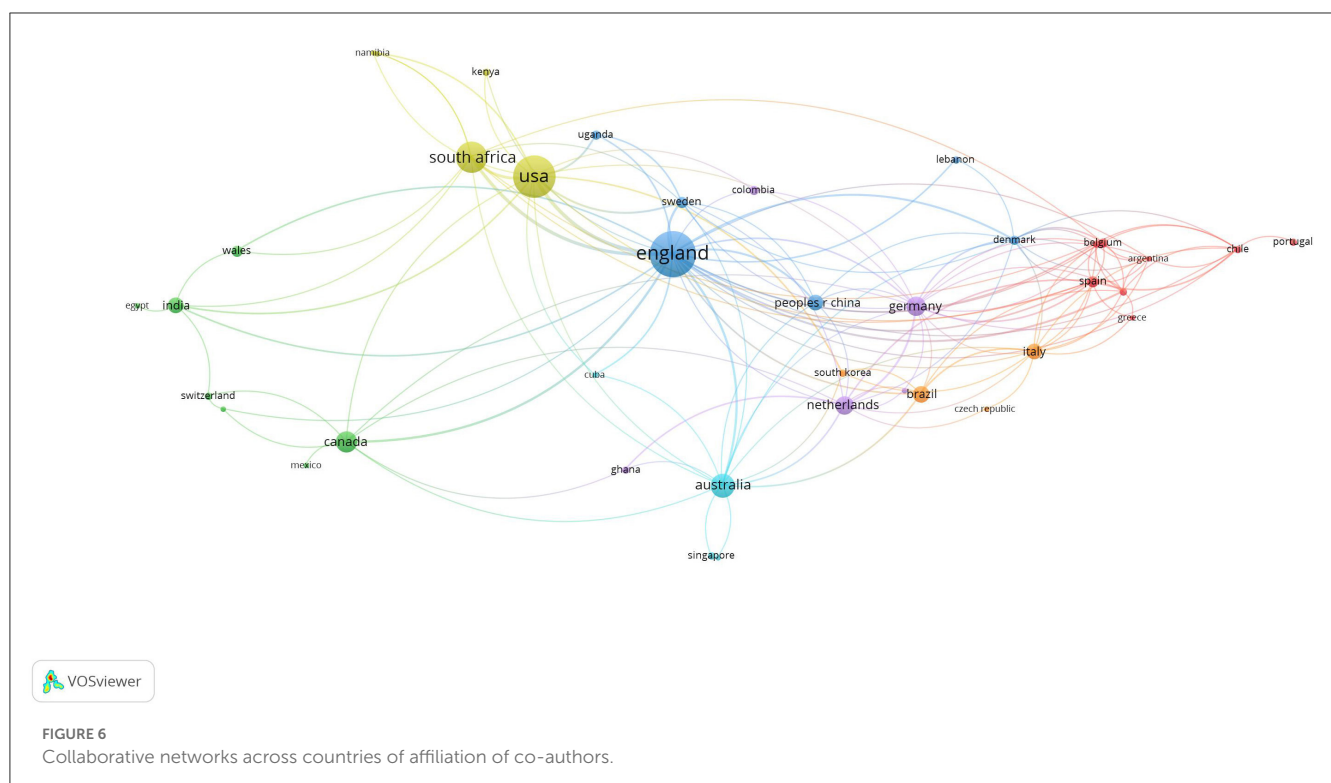 namibia
kenya
uganda
south africa
lebanon
usa
colombia
sweden
denmark
belgium
portugal
chile
wales
england
argentina
spain
egypt
india
peoples r china
germany
greece
italy
south korea
cuba
switzerland
brazil
netherlands
czech republic
canada
mexico
ghana
australia
singapore
VOSviewer
FIGURE 6
Collaborative networks across countries of affiliation of co-authors.